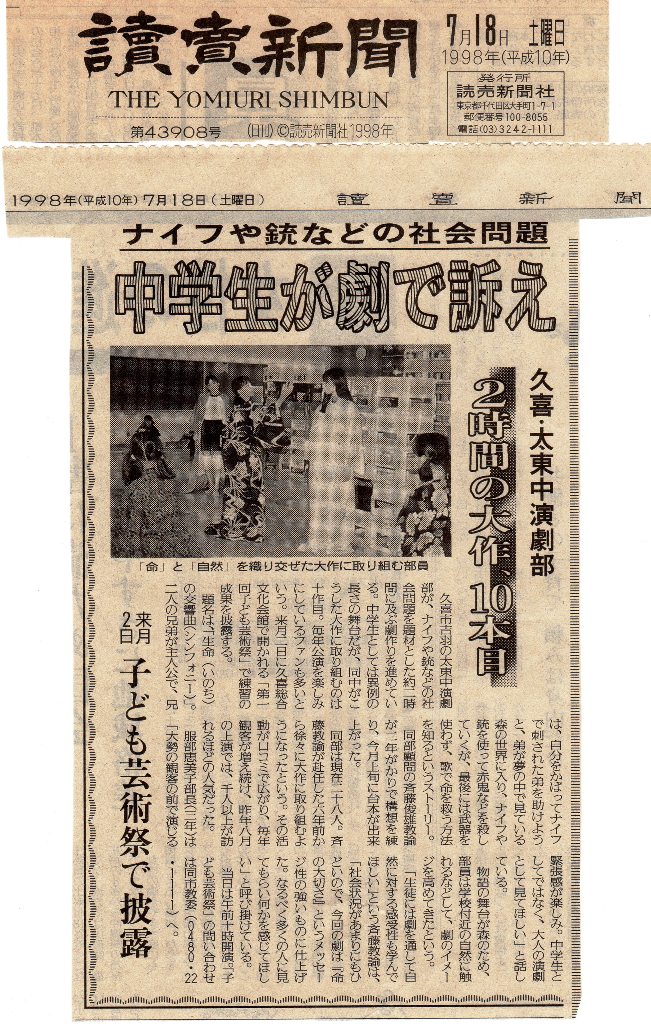 讀賣新聞
THE YOMIURI SHIMBUN
第43908号 (日刊) ©読売新聞社1998年
7月18日 土曜日
1998年(平成10年)
発行所
読売新聞社
東京都千代田区大手町1-7-1
郵便番号100-8055
電話(03)3242-1111
1998年(平成10年)7月18日(土曜日) 讀賣新聞
ナイフや銃などの社会問題
中学生が劇で訴え
久喜・太東中演劇部
2時間の大作、10本目
「命」と「自然」を織り交ぜた大作に取り組む部員
久喜市古羽の太東中演劇
部が、ナイフや銃などの社
会問題を題材とした約二時
間に及ぶ劇作りを進めてい
る。中学生としては異例の
長さの舞台だが、同中がこ
うした大作に取り組むのは
十作目。毎年公演を楽しみ
にしているファンも多いと
いう。来月二日に久喜総合
文化会館で開かれる「第一
回子ども芸術祭」で練習の
成果を披露する。
題名は、「生命(いのち)
の交響曲(シンフォニー)」。
二人の兄弟が主人公で、兄
は、自分をかばってナイフ
で刺された弟を助けよう
と、弟が夢の中で見ている
森の世界に入り、ナイフや
銃を使って赤鬼などを殺し
ていくが、最後には武器を
使わず、歌で命を救う方法
を知るというストーリー。
同部顧問の斉藤俊雄教諭
が一年がかりで構想を練
り、今月上旬に台本が出来
上がった。
同部は現在二十八人。斉
藤教諭が赴任した六年前か
ら徐々に大作に取り組むよ
うになったという。その活
動が口コミで広がり、毎年
観客が増え続け、昨年八月
の上演では、千人以上が訪
れるほどの人気だった。
服部恵美子部長(三年)は
「大勢の観客の前で演じる
緊張感が楽しみ。中学生と
してではなく、大人の演劇
として見てほしい」と話し
ている。
物語の舞台が森のため、
部員は学校付近の自然に触
れるなどして、劇のイメー
ジを高めてきたという。
「生徒には劇を通して自
然に対する感受性も学んで
ほしい」という斉藤教諭は、
「社会状況があまりにもひ
どいので、今回の劇は『命
の大切さ』というメッセー
ジ性の強いものに仕上げ
た。なるべく多くの人に見
てもらい何かを感じてほし
い」と呼び掛けている。
当日は午前十時開演。「子
ども芸術祭」の問い合わせ
は同市教委(0480・22
・1111)へ。
来月2日 子ども芸術祭で披露